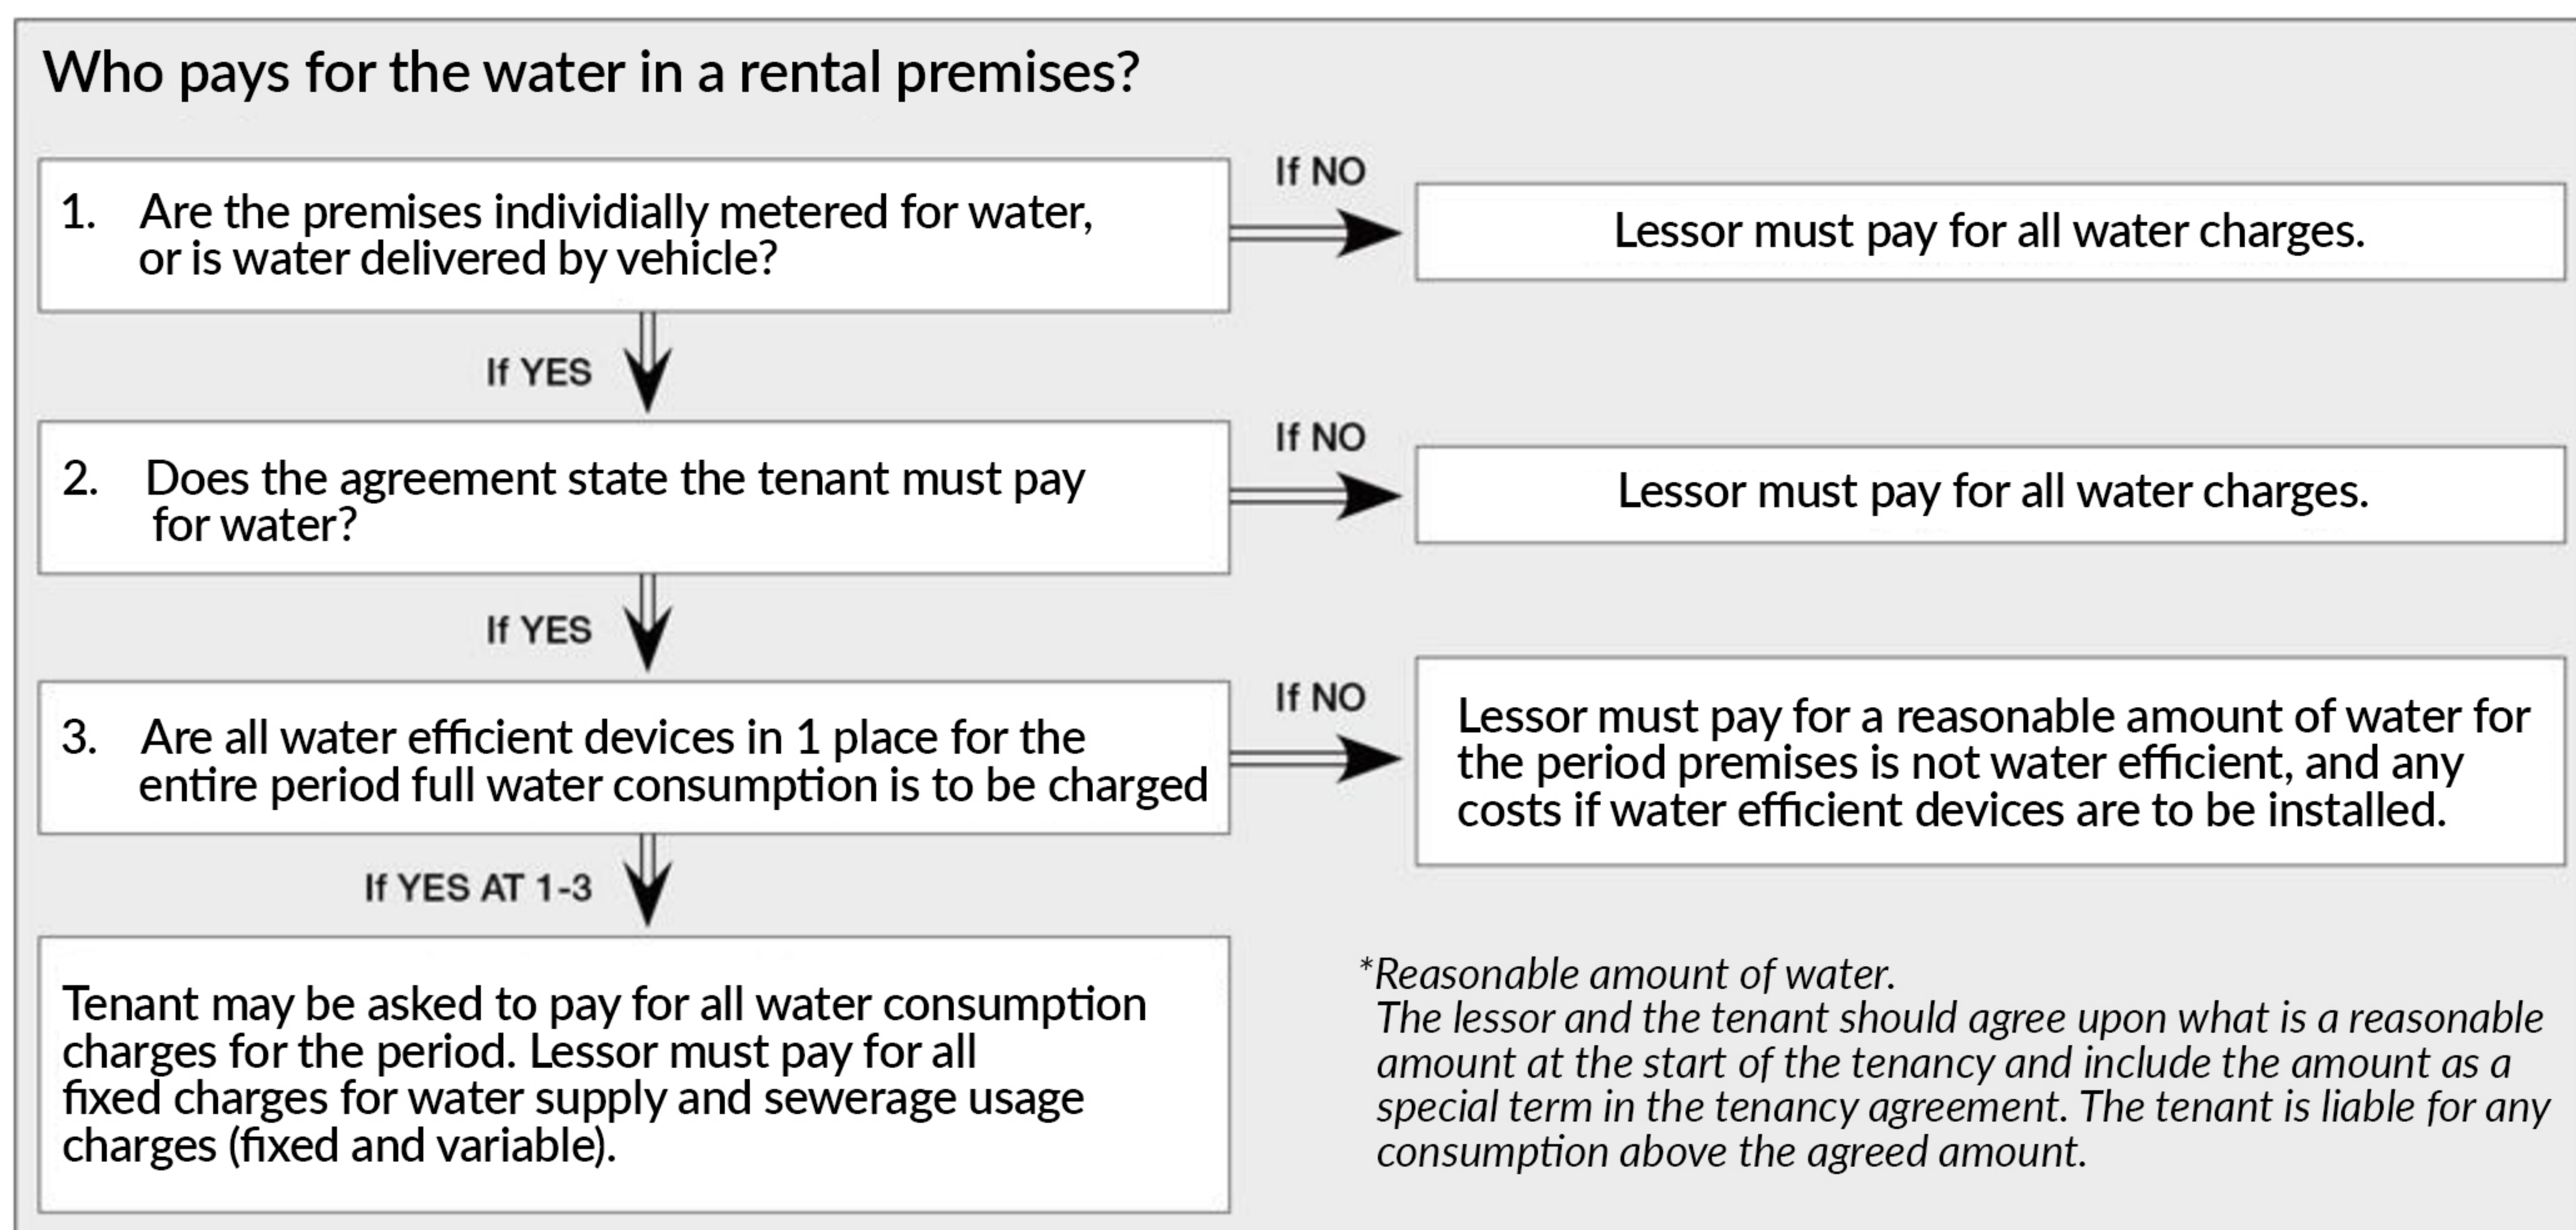 Who pays for the water in a rental premises?
1. Are the premises individially metered for water,
or is water delivered by vehicle?
If NO
Lessor must pay for all water charges.
If YES
2. Does the agreement state the tenant must pay
for water?
If NO
Lessor must pay for all water charges.
If YES
3. Are all water efficient devices in 1 place for the
entire period full water consumption is to be charged
If NO
Lessor must pay for a reasonable amount of water for
the period premises is not water efficient, and any
costs if water efficient devices are to be installed.
If YES AT 1-3
Tenant may be asked to pay for all water consumption
charges for the period. Lessor must pay for all
fixed charges for water supply and sewerage usage
charges (fixed and variable).
*Reasonable amount of water.
The lessor and the tenant should agree upon what is a reasonable
amount at the start of the tenancy and include the amount as a
special term in the tenancy agreement. The tenant is liable for any
consumption above the agreed amount.